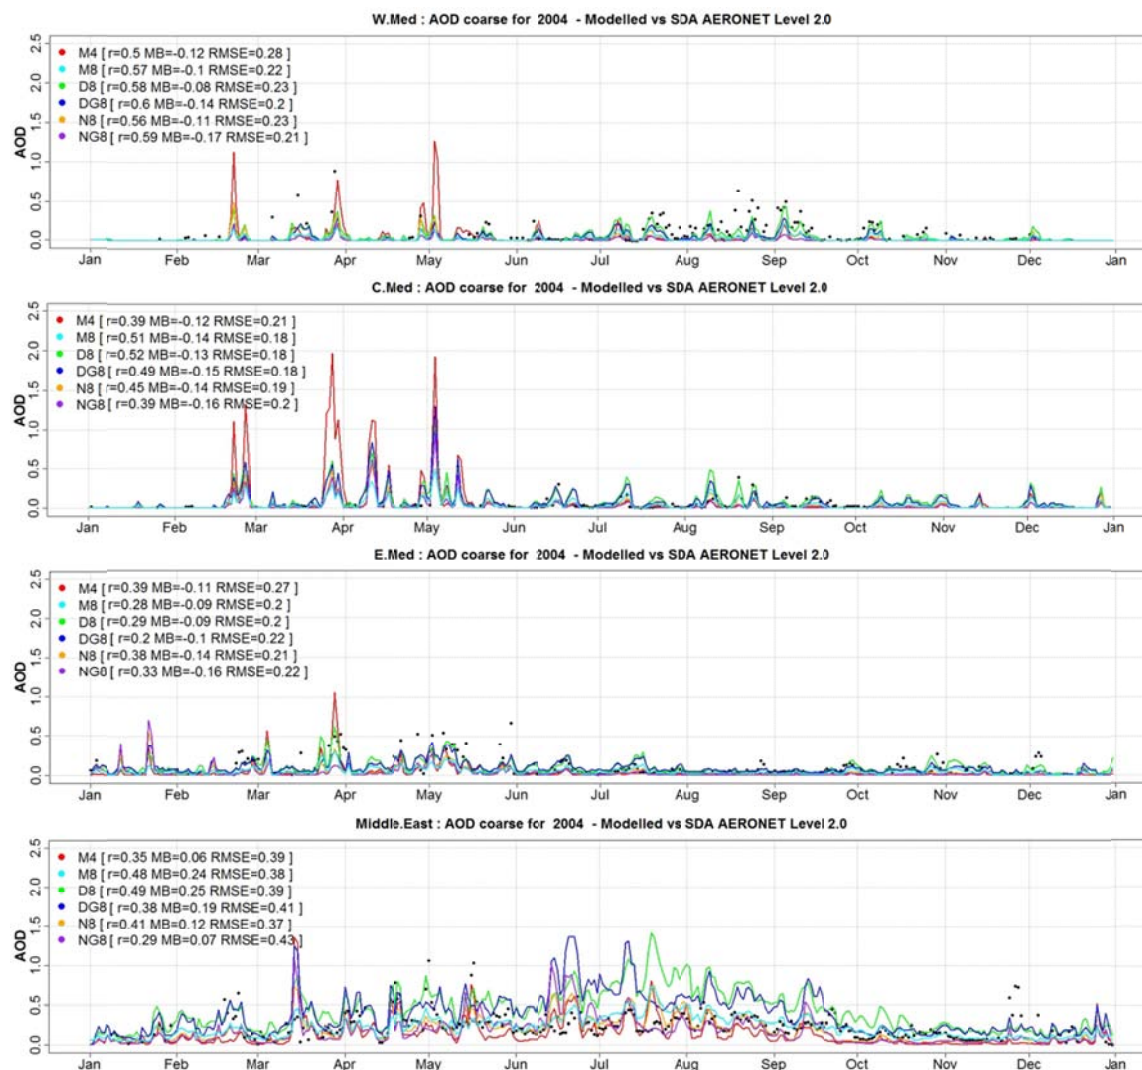 W.Med : AOD coarse for 2004 - Modelled vs SDA AERONET Level 2.0
AOD
2.5
2.0
1.5
1.0
0.5
0.0
M4 [ r=0.5 MB=-0.12 RMSE=0.28 ]
M8 [ r=0.57 MB=-0.1 RMSE=0.22 ]
D8 [ r=0.58 MB=-0.08 RMSE=0.23 ]
DG8 [ r=0.6 MB=-0.14 RMSE=0.2 ]
N8 [ r=0.56 MB=-0.11 RMSE=0.23 ]
NG8 [ r=0.59 MB=-0.17 RMSE=0.21 ]
Jan Feb Mar Apr May Jun Jul Aug Sep Oct Nov Dec Jan
C.Med : AOD coarse for 2004 - Modelled vs SDA AERONET Level 2.0
AOD
2.5
2.0
1.5
1.0
0.5
0.0
M4 [ r=0.39 MB=-0.12 RMSE=0.21 ]
M8 [ r=0.51 MB=-0.14 RMSE=0.18 ]
D8 [ r=0.52 MB=-0.13 RMSE=0.18 ]
DG8 [ r=0.49 MB=-0.15 RMSE=0.18 ]
N8 [ r=0.45 MB=-0.14 RMSE=0.19 ]
NG8 [ r=0.39 MB=-0.16 RMSE=0.2 ]
Jan Feb Mar Apr May Jun Jul Aug Sep Oct Nov Dec Jan
E.Med : AOD coarse for 2004 - Modelled vs SDA AERONET Level 2.0
AOD
2.5
2.0
1.5
1.0
0.5
0.0
M4 [ r=0.39 MB=-0.11 RMSE=0.27 ]
M8 [ r=0.28 MB=-0.09 RMSE=0.2 ]
D8 [ r=0.29 MB=-0.09 RMSE=0.2 ]
DG8 [ r=0.2 MB=-0.1 RMSE=0.22 ]
N8 [ r=0.38 MB=-0.14 RMSE=0.21 ]
NG8 [ r=0.33 MB=-0.16 RMSE=0.22 ]
Jan Feb Mar Apr May Jun Jul Aug Sep Oct Nov Dec Jan
Middle.East : AOD coarse for 2004 - Modelled vs SDA AERONET Level 2.0
AOD
2.5
2.0
1.5
1.0
0.5
0.0
M4 [ r=0.35 MB=0.06 RMSE=0.39 ]
M8 [ r=0.48 MB=0.24 RMSE=0.38 ]
D8 [ r=0.49 MB=0.25 RMSE=0.39 ]
DG8 [ r=0.38 MB=0.19 RMSE=0.41 ]
N8 [ r=0.41 MB=0.12 RMSE=0.37 ]
NG8 [ r=0.29 MB=0.07 RMSE=0.43 ]
Jan Feb Mar Apr May Jun Jul Aug Sep Oct Nov Dec Jan